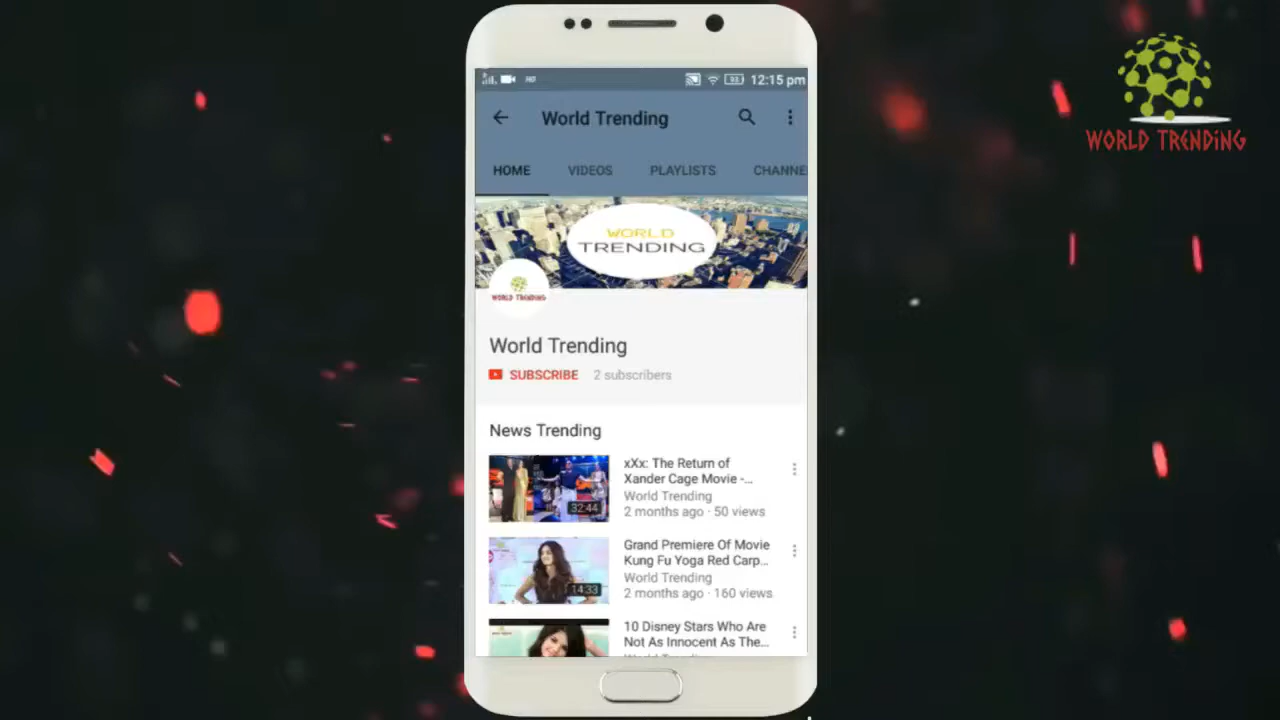 12:15 pm
World Trending
HOME VIDEOS PLAYLISTS CHANNE
WORLD
TRENDING
WORLD TRENDING
World Trending
SUBSCRIBE 2 subscribers
News Trending
32:44
xXx: The Return of
Xander Cage Movie -...
World Trending
2 months ago · 50 views
14:33
Grand Premiere Of Movie
Kung Fu Yoga Red Carp...
World Trending
2 months ago · 160 views
10 Disney Stars Who Are
Not As Innocent As The...
WORLD TRENDING